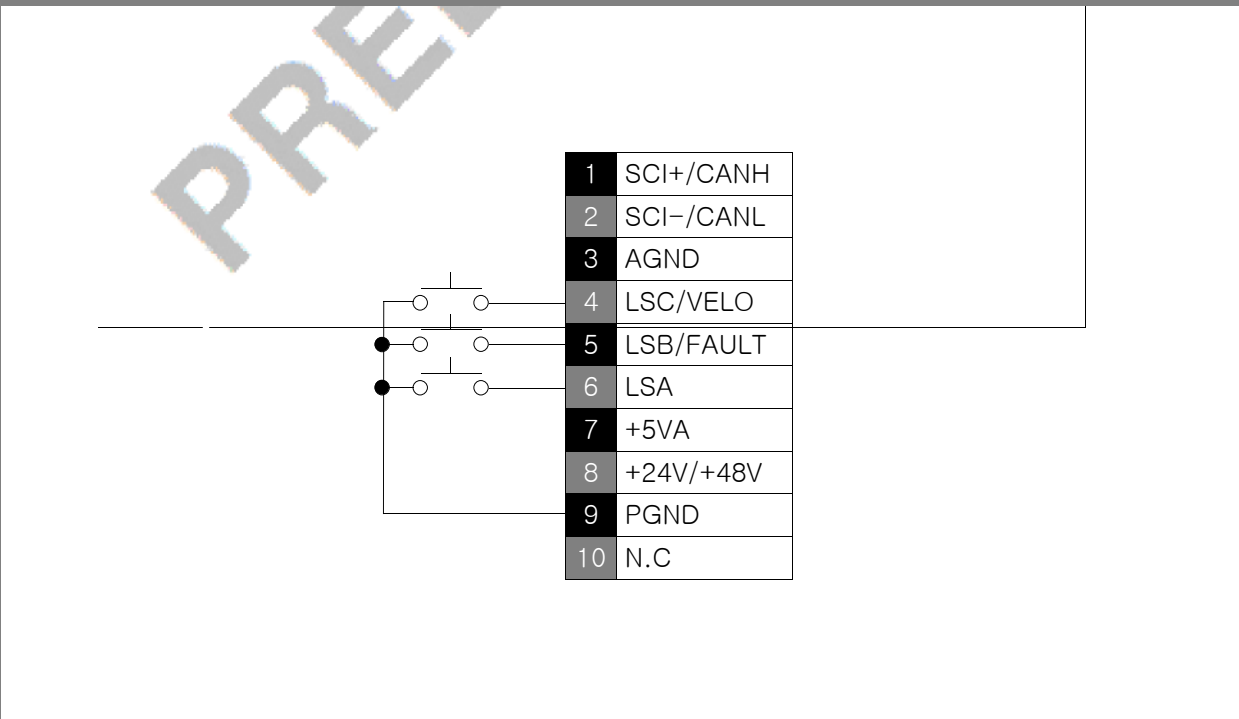 PRE
1 SCI+/CANH
2 SCI-/CANL
3 AGND
4 LSC/VELO
5 LSB/FAULT
6 LSA
7 +5VA
8 +24V/+48V
9 PGND
10 N.C